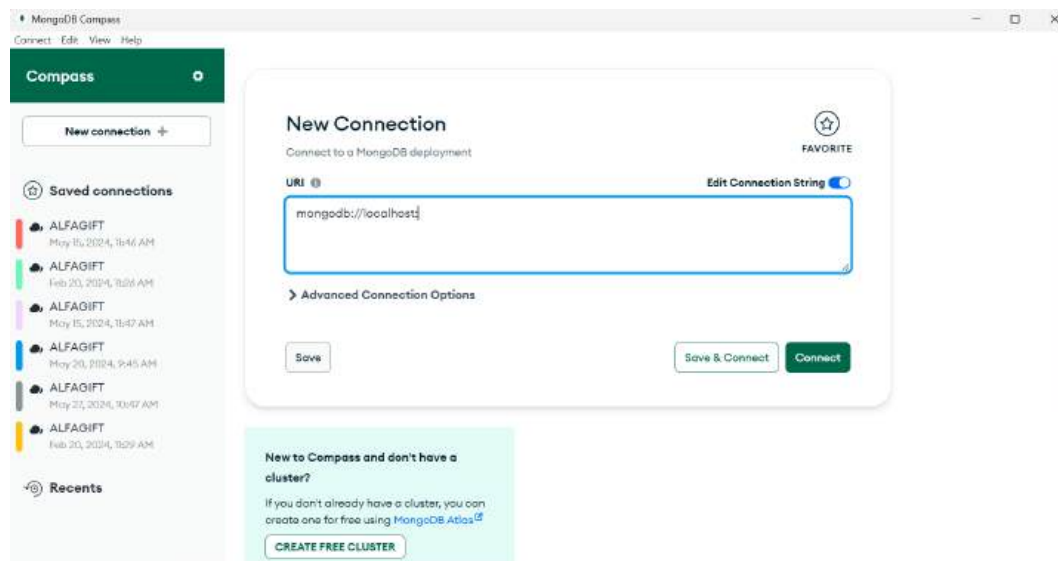 MongoDB Compass
Connect Edit View Help
Compass
New connection +
Saved connections
ALFAGIFT
May 15, 2024, 11:46 AM
ALFAGIFT
Feb 20, 2024, 11:28 AM
ALFAGIFT
May 15, 2024, 11:47 AM
ALFAGIFT
May 20, 2024, 9:45 AM
ALFAGIFT
May 27, 2024, 10:47 AM
ALFAGIFT
Feb 20, 2024, 11:29 AM
Recents
New Connection
FAVORITE
Connect to a MongoDB deployment
URI
Edit Connection String
mongodb://localhost:
Advanced Connection Options
Save
Save & Connect
Connect
New to Compass and don't have a
cluster?
If you don't already have a cluster, you can
create one for free using MongoDB Atlas
CREATE FREE CLUSTER